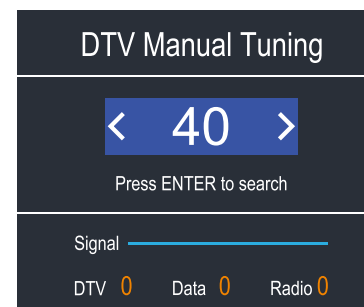 DTV Manual Tuning
< 40 >
Press ENTER to search
Signal
DTV 0 Data 0 Radio 0